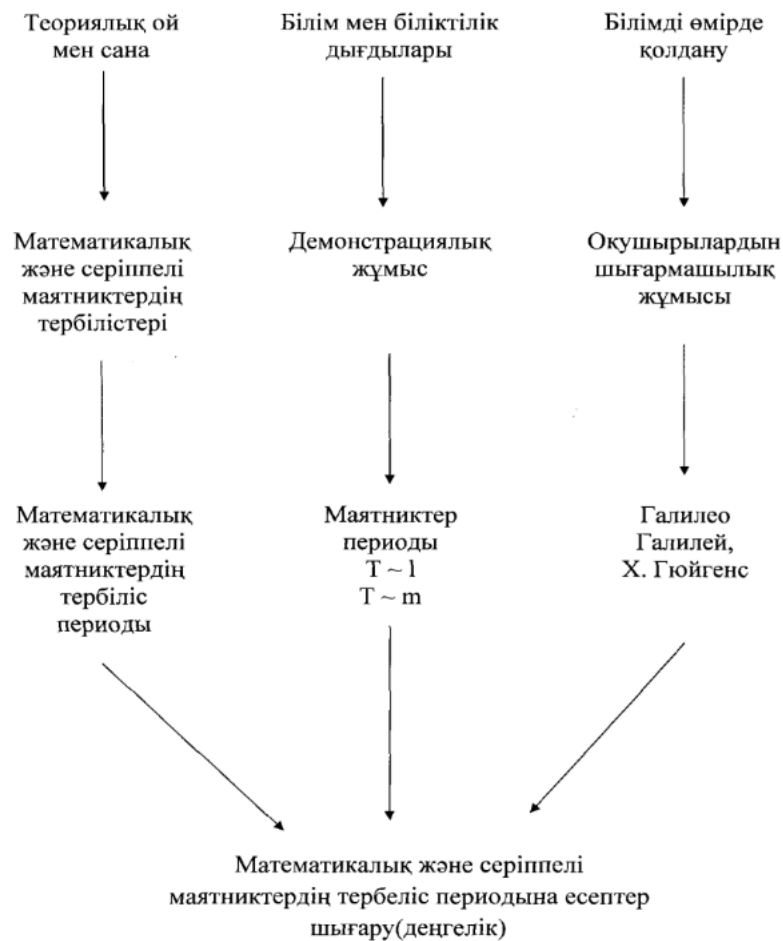 Теориялық ой
мен сана
Білім мен біліктілік
дығдылары
Білімді өмірде
қолдану
Математикалық
және серіппелі
маятниктердің
тербілістері
Демонстрациялық
жұмыс
Оқушырылардын
шығармашылық
жұмысы
Математикалық
және серіппелі
маятниктердің
тербіліс
периоды
Маятниктер
периоды
T ~ l
T ~ m
Галилео
Галилей,
Х. Гюйгенс
Математикалық және серіппелі
маятниктердің тербеліс периодына есептер
шығару(деңгелік)